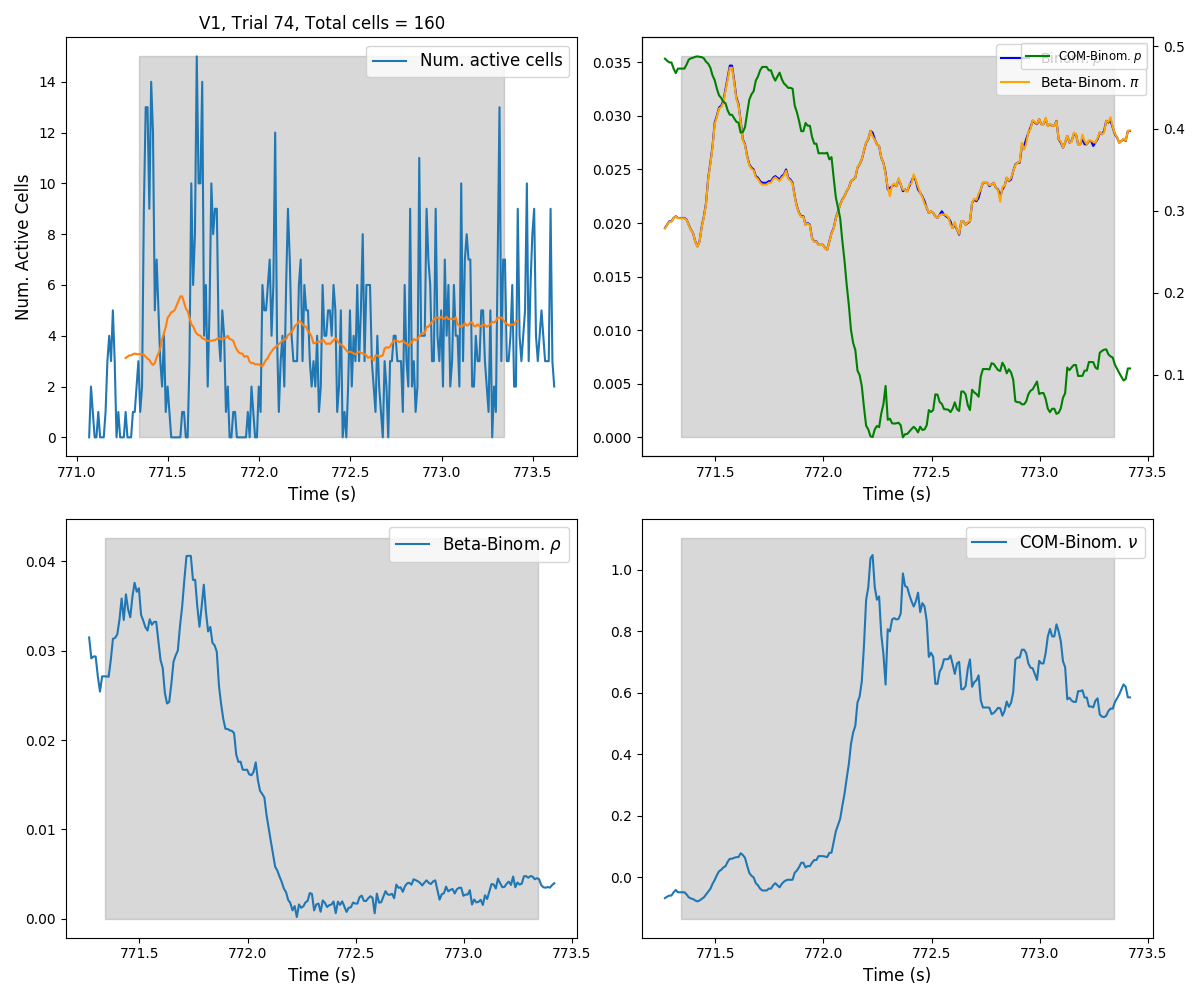 V1, Trial 74, Total cells = 160
Num. active cells
Num. Active Cells
14
12
10
8
6
4
2
0
771.0 771.5 772.0 772.5 773.0 773.5
Time (s)
COM-Binom. p
Beta-Binom. π
0.035
0.030
0.025
0.020
0.015
0.010
0.005
0.000
0.5
0.4
0.3
0.2
0.1
771.5 772.0 772.5 773.0 773.5
Time (s)
Beta-Binom. ρ
0.04
0.03
0.02
0.01
0.00
771.5 772.0 772.5 773.0 773.5
Time (s)
COM-Binom. ν
1.0
0.8
0.6
0.4
0.2
0.0
771.5 772.0 772.5 773.0 773.5
Time (s)